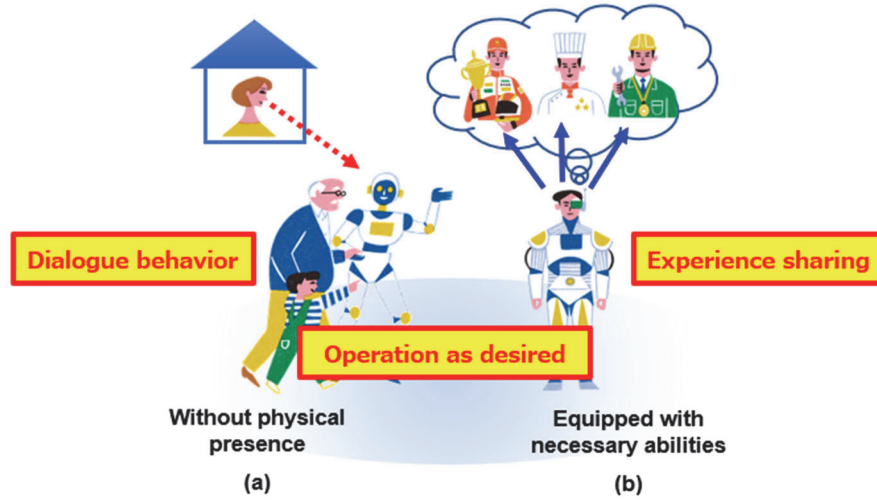 Dialogue behavior
Experience sharing
Operation as desired
Without physical
presence
(a)
Equipped with
necessary abilities
(b)